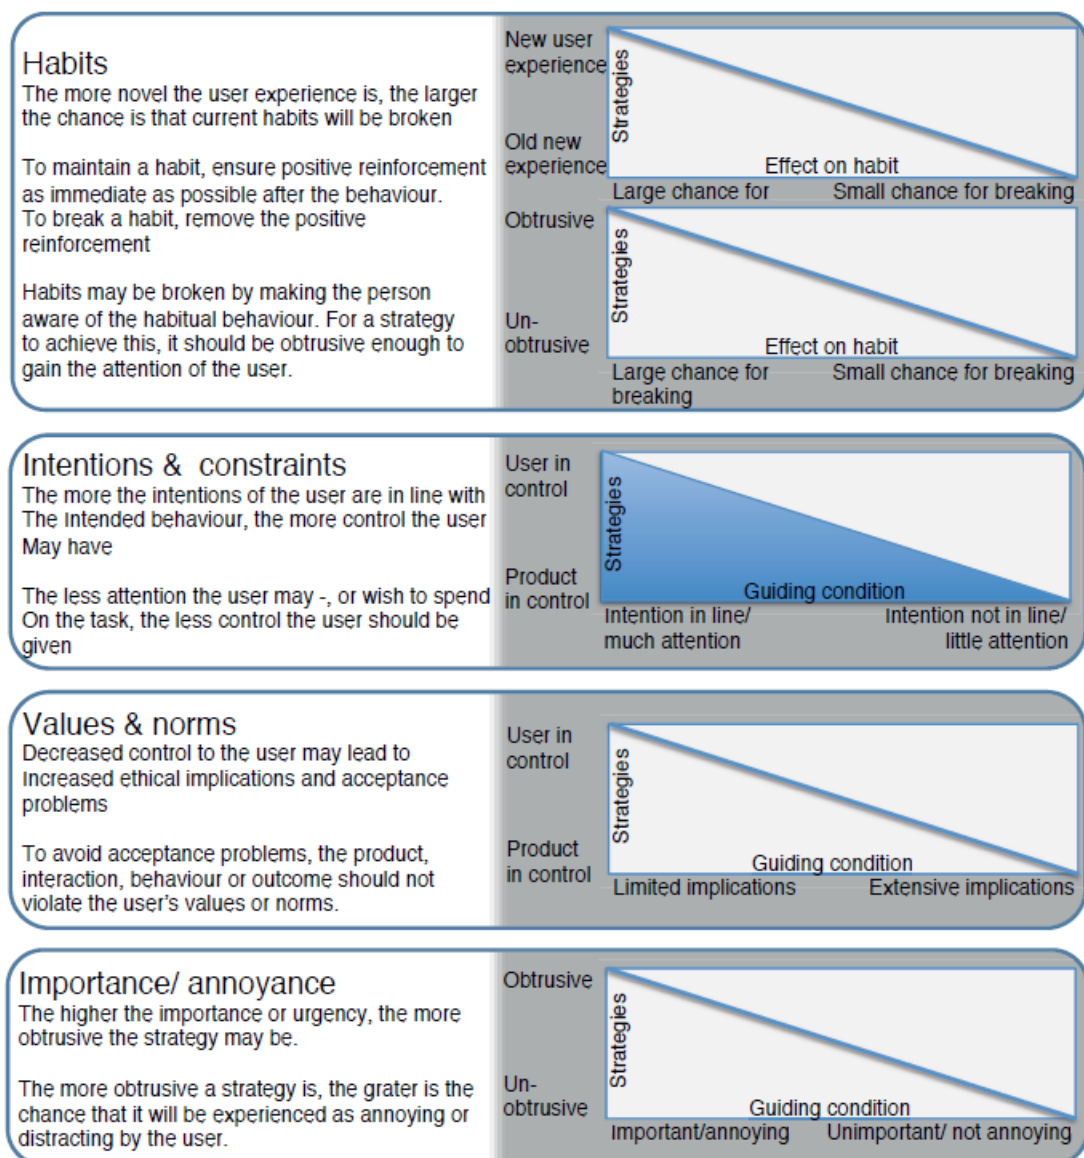 Habits
The more novel the user experience is, the larger
the chance is that current habits will be broken
To maintain a habit, ensure positive reinforcement
as immediate as possible after the behaviour.
To break a habit, remove the positive
reinforcement
Habits may be broken by making the person
aware of the habitual behaviour. For a strategy
to achieve this, it should be obtrusive enough to
gain the attention of the user.
New user
experience
Old new
experience
Strategies
Effect on habit
Large chance for
Small chance for breaking
Obtrusive
Un-
obtrusive
Strategies
Effect on habit
Large chance for
breaking
Small chance for breaking
Intentions & constraints
The more the intentions of the user are in line with
The Intended behaviour, the more control the user
May have
The less attention the user may -, or wish to spend
On the task, the less control the user should be
given
User in
control
Product
in control
Strategies
Guiding condition
Intention in line/
much attention
Intention not in line/
little attention
Values & norms
Decreased control to the user may lead to
Increased ethical implications and acceptance
problems
To avoid acceptance problems, the product,
interaction, behaviour or outcome should not
violate the user's values or norms.
User in
control
Product
in control
Strategies
Guiding condition
Limited implications
Extensive implications
Importance/ annoyance
The higher the importance or urgency, the more
obtrusive the strategy may be.
The more obtrusive a strategy is, the grater is the
chance that it will be experienced as annoying or
distracting by the user.
Obtrusive
Un-
obtrusive
Strategies
Guiding condition
Important/annoying
Unimportant/ not annoying